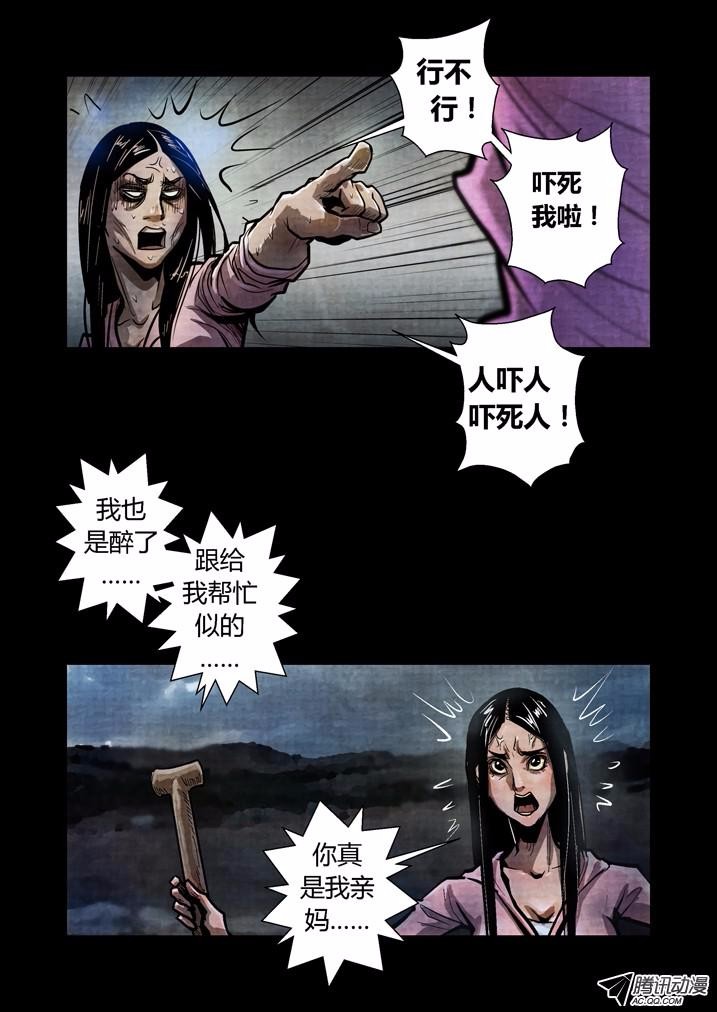 行不
行！
吓死
我啦！
人吓人
吓死人！
我也
是醉了
……
跟给
我帮忙
似的
……
你真
是我亲
妈……
腾讯动漫
AC.QQ.COM